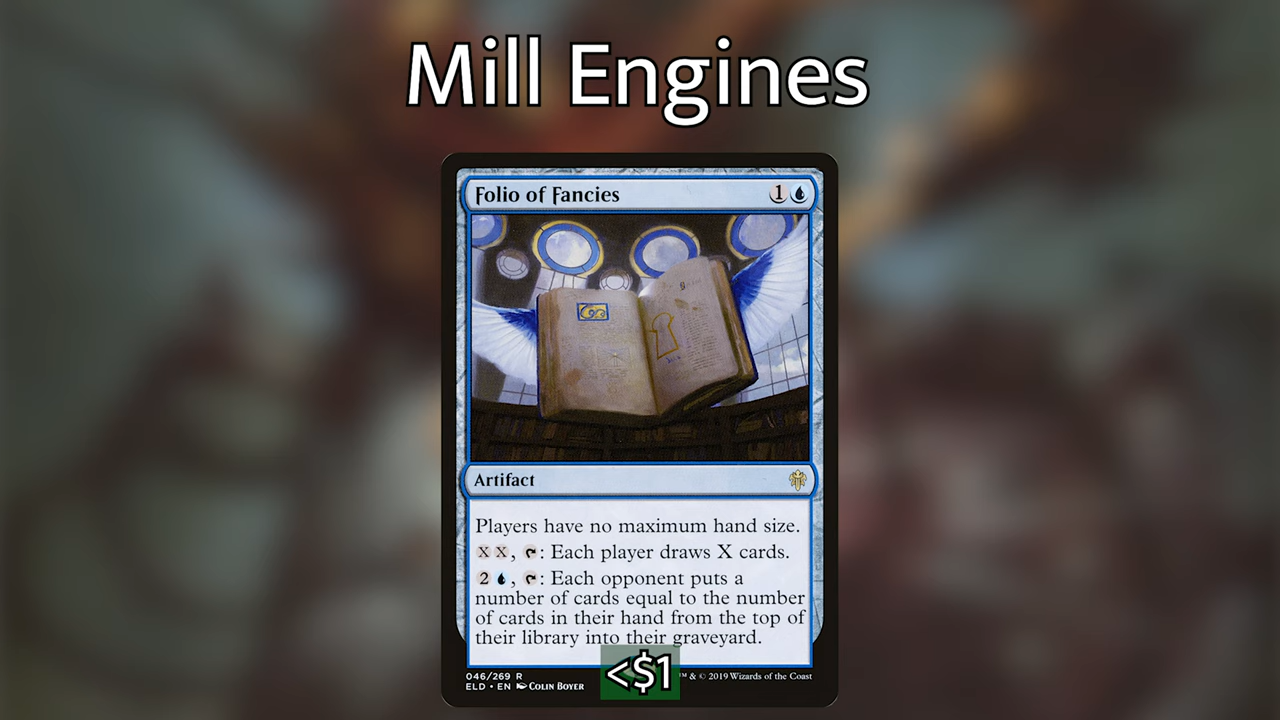 Mill Engines
Folio of Fancies 1
Artifact
Players have no maximum hand size.
X X, : Each player draws X cards.
2 , : Each opponent puts a
number of cards equal to the number
of cards in their hand from the top of
their library into their graveyard.
<$1
046/269 R
ELD • EN Colin Boyer ™ & © 2019 Wizards of the Coast